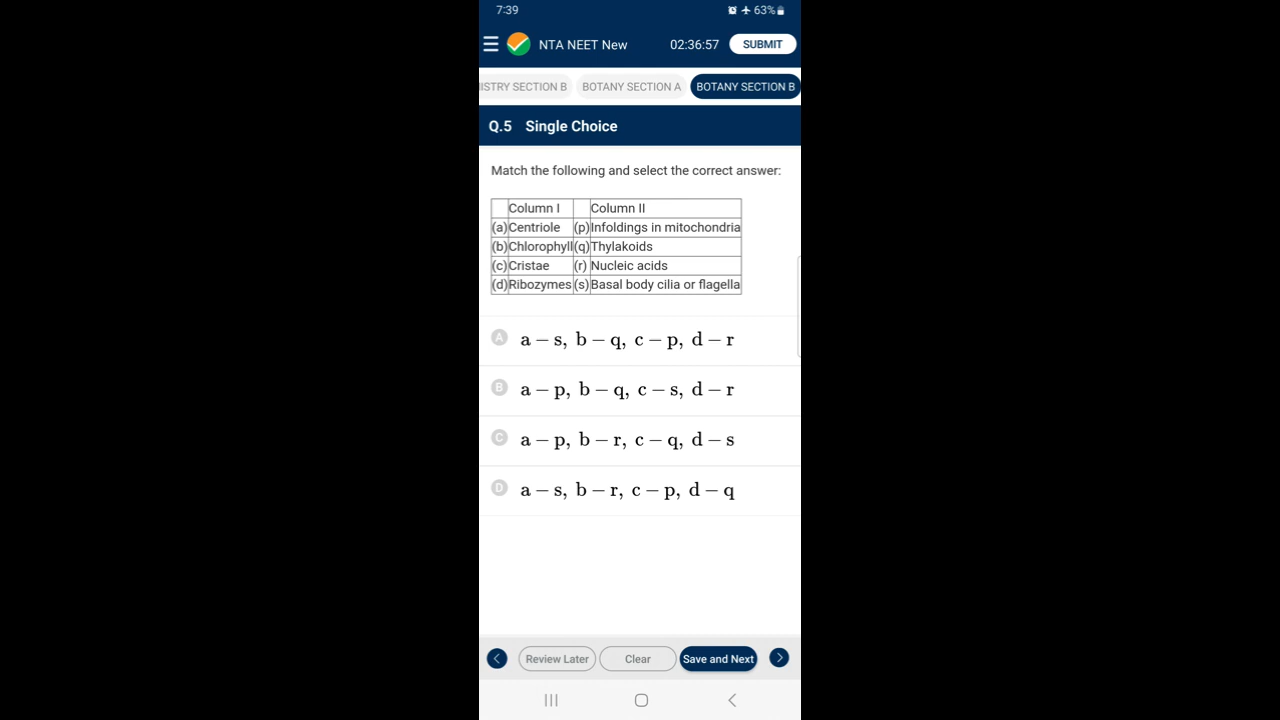 7:39 63%
NTA NEET New 02:36:57 SUBMIT
ISTRY SECTION B BOTANY SECTION A BOTANY SECTION B
Q.5 Single Choice
Match the following and select the correct answer:
Column I Column II
(a) Centriole (p) Infoldings in mitochondria
(b) Chlorophyll (q) Thylakoids
(c) Cristae (r) Nucleic acids
(d) Ribozymes (s) Basal body cilia or flagella
A a – s, b – q, c – p, d – r
B a – p, b – q, c – s, d – r
C a – p, b – r, c – q, d – s
D a – s, b – r, c – p, d – q
Review Later Clear Save and Next